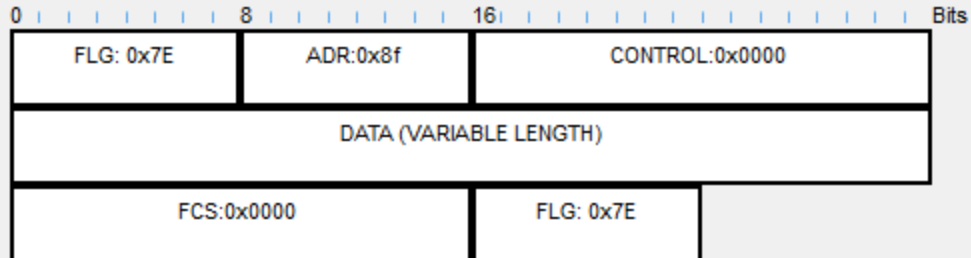 0 8 16 Bits
FLG: 0x7E ADR:0x8f CONTROL:0x0000
DATA (VARIABLE LENGTH)
FCS:0x0000 FLG: 0x7E